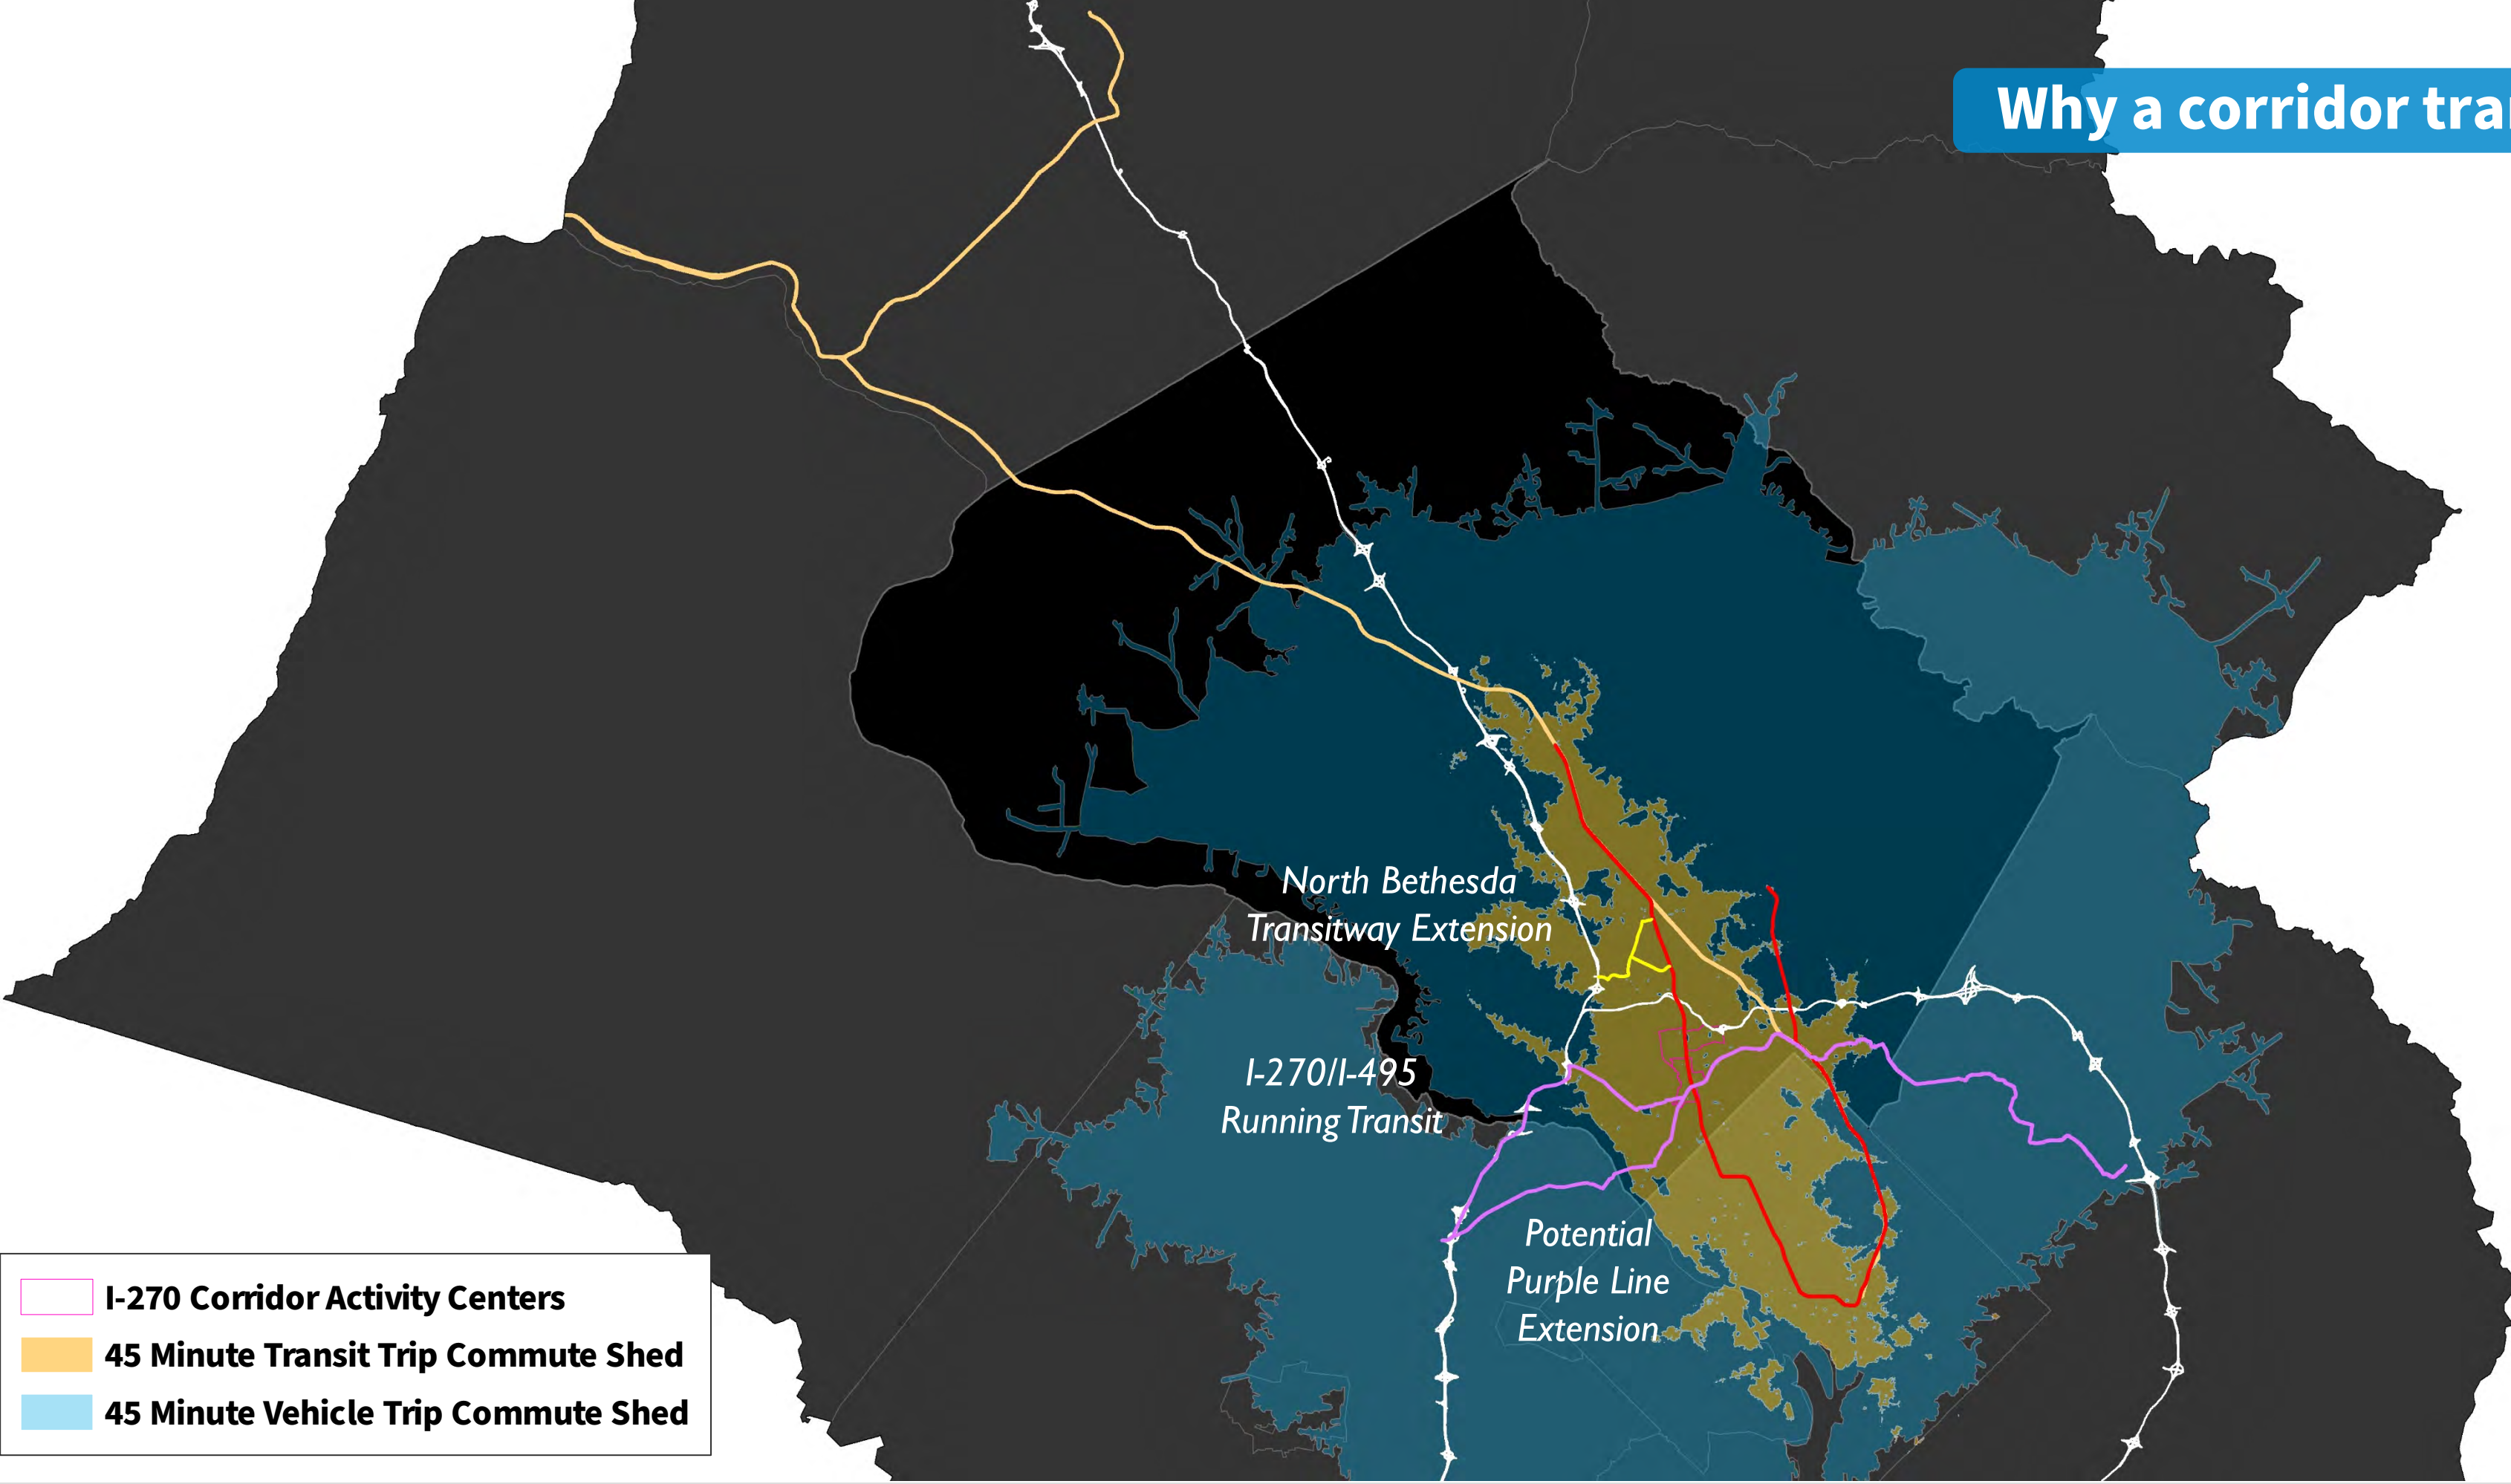 Why a corridor tra
North Bethesda
Transitway Extension
I-270/I-495
Running Transit
Potential
Purple Line
Extension
I-270 Corridor Activity Centers
45 Minute Transit Trip Commute Shed
45 Minute Vehicle Trip Commute Shed